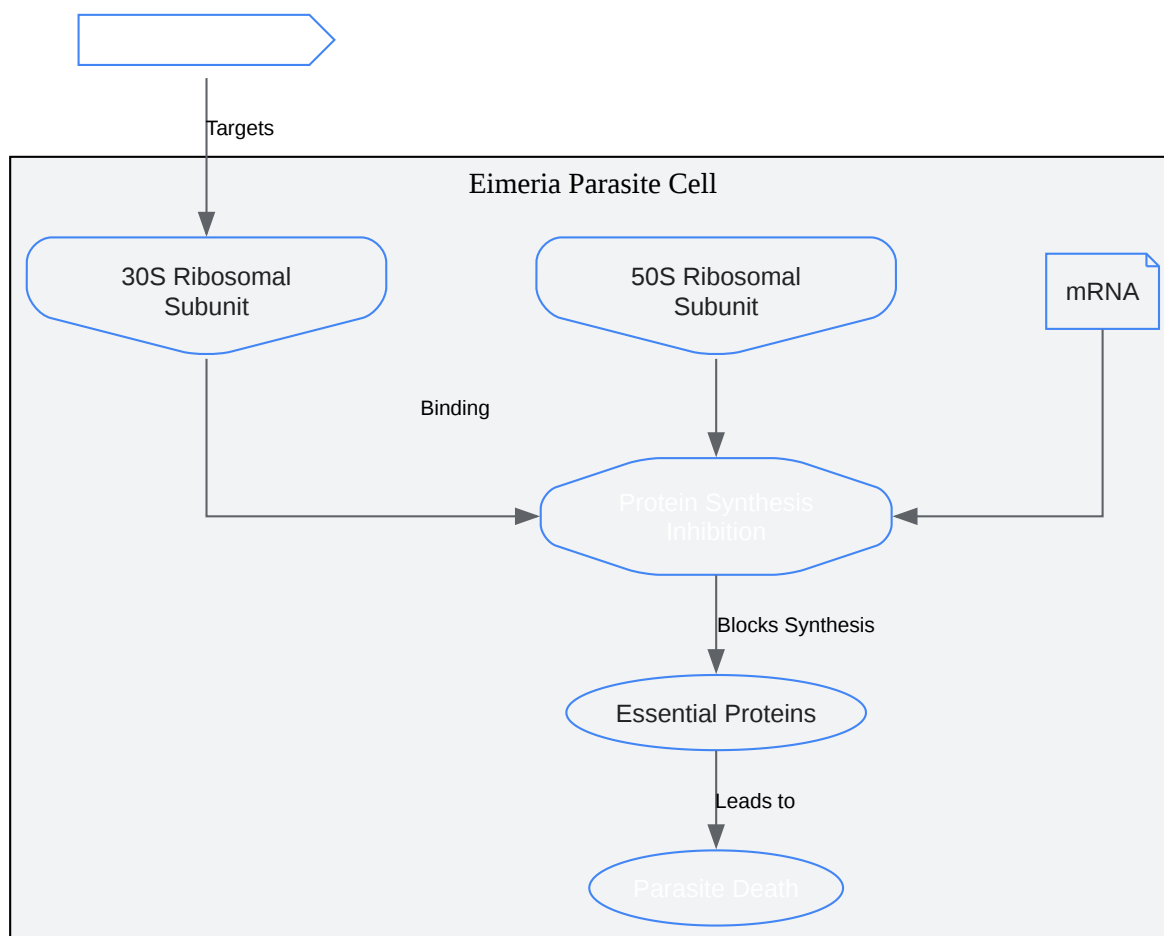 Targets
Eimeria Parasite Cell
30S Ribosomal
Subunit
50S Ribosomal
Subunit
mRNA
Binding
Protein Synthesis
Inhibition
Blocks Synthesis
Essential Proteins
Leads to
Parasite Death